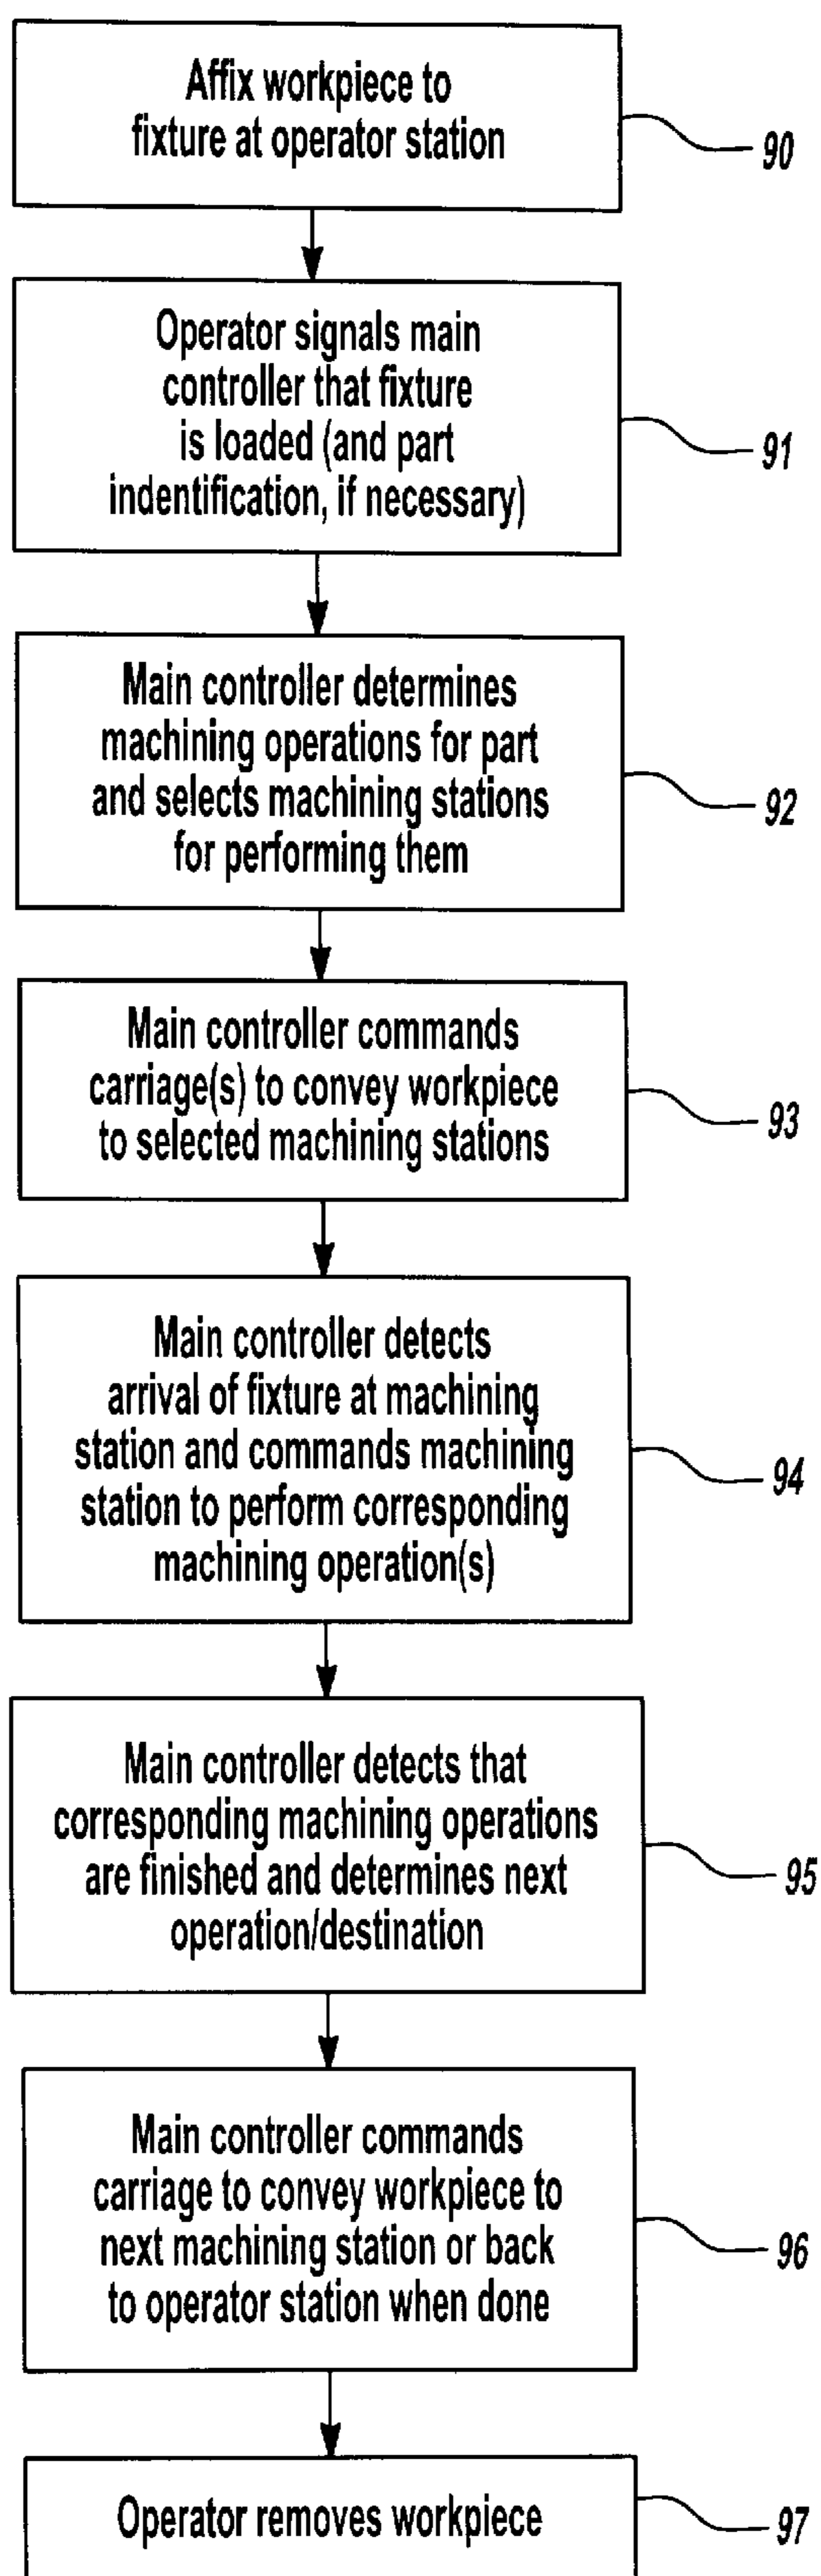 Affix workpiece to
fixture at operator station
90
Operator signals main
controller that fixture
is loaded (and part
indentification, if necessary)
91
Main controller determines
machining operations for part
and selects machining stations
for performing them
92
Main controller commands
carriage(s) to convey workpiece
to selected machining stations
93
Main controller detects
arrival of fixture at machining
station and commands machining
station to perform corresponding
machining operation(s)
94
Main controller detects that
corresponding machining operations
are finished and determines next
operation/destination
95
Main controller commands
carriage to convey workpiece to
next machining station or back
to operator station when done
96
Operator removes workpiece
97